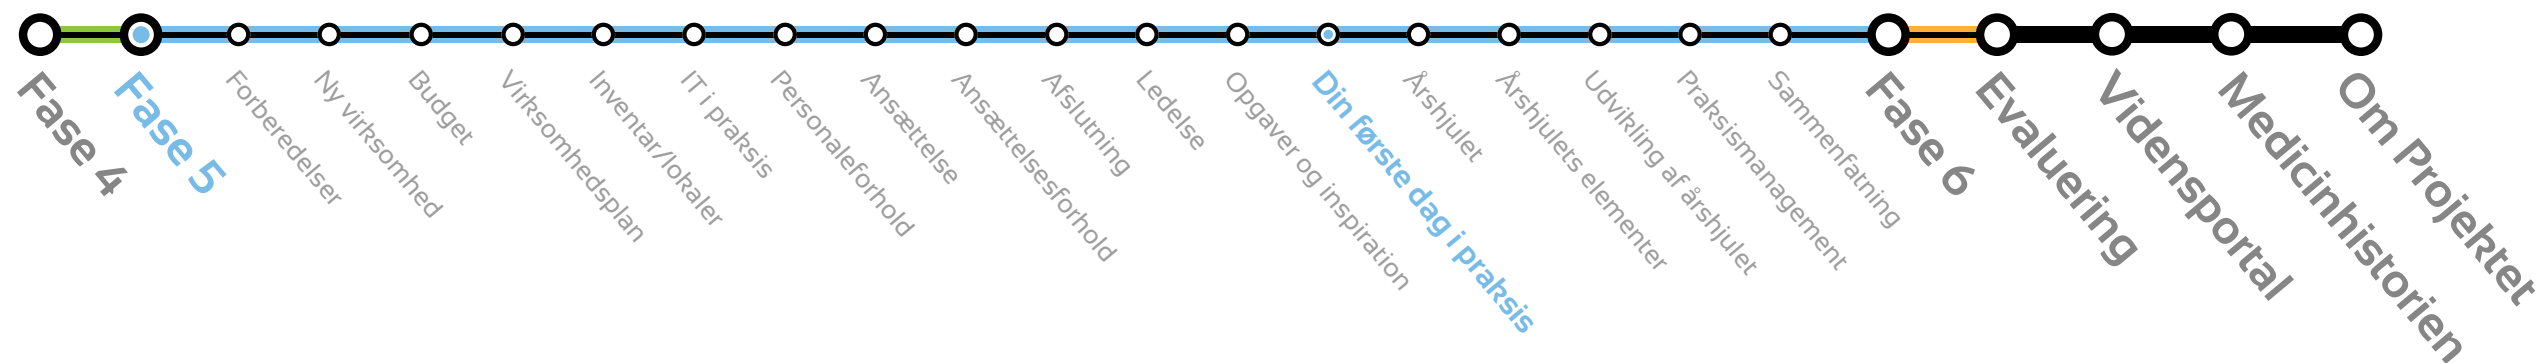 Fase 4
Fase 5
Forberedelser
Ny virksomhed
Budget
Virksomhedsplan
Inventar/lokaler
IT i praksis
Personaleforhold
Ansættelse
Ansættelsesforhold
Afslutning
Ledelse
Opgaver og inspiration
Din første dag i praksis
Årshjulet
Årshjulets elementer
Udvikling af årshjulet
Praksismanagement
Sammenfatning
Fase 6
Evaluering
Vidensportal
Medicinhistorien
Om Projektet